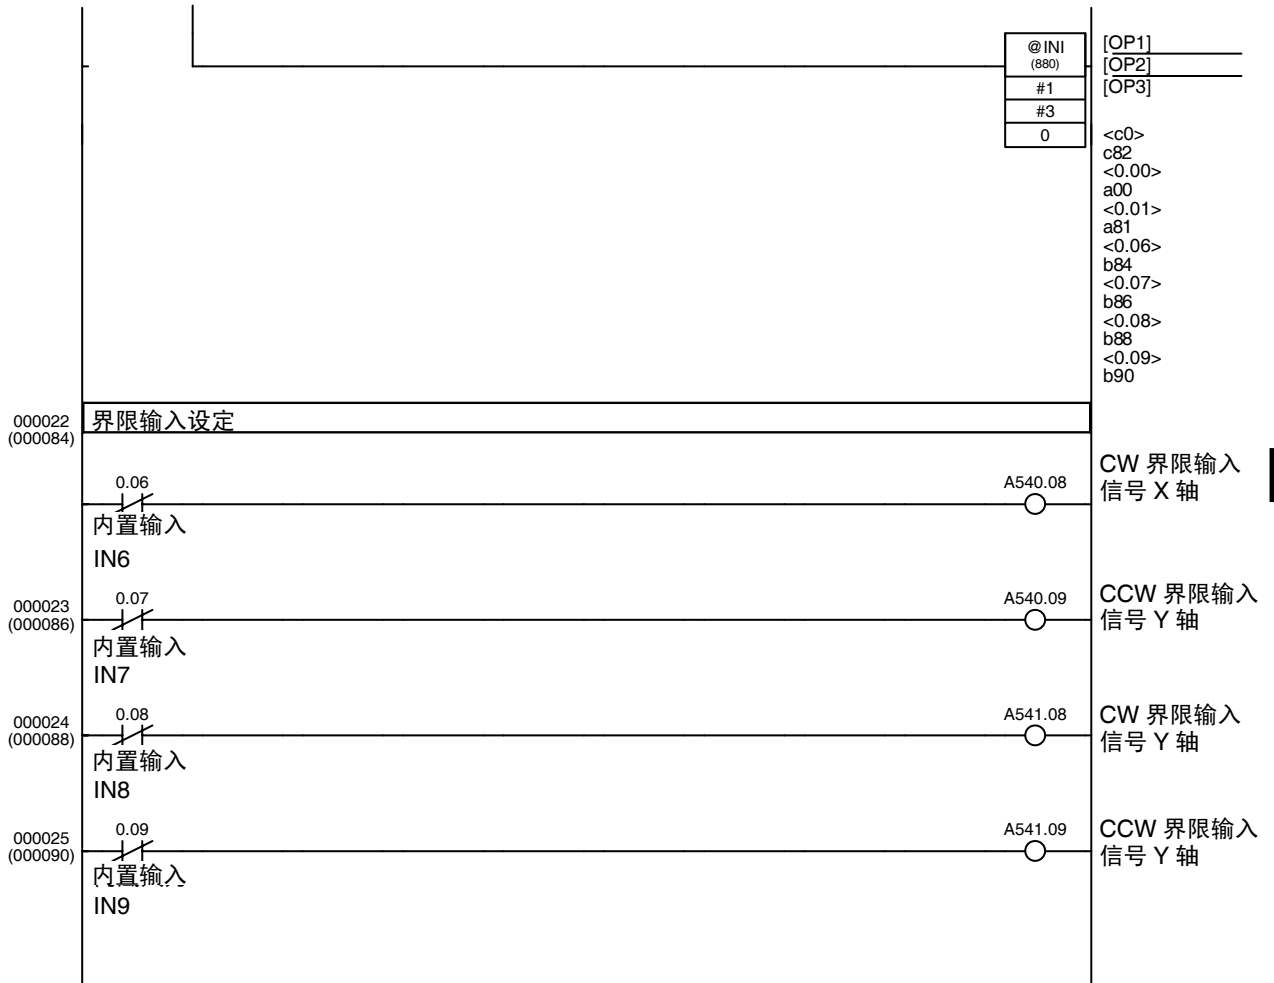 @INI
(880)
#1
#3
0
[OP1]
[OP2]
[OP3]
<c0>
c82
<0.00>
a00
<0.01>
a81
<0.06>
b84
<0.07>
b86
<0.08>
b88
<0.09>
b90
000022
(000084)
界限输入设定
0.06
内置输入
IN6
A540.08
CW 界限输入
信号 X 轴
000023
(000086)
0.07
内置输入
IN7
A540.09
CCW 界限输入
信号 Y 轴
000024
(000088)
0.08
内置输入
IN8
A541.08
CW 界限输入
信号 Y 轴
000025
(000090)
0.09
内置输入
IN9
A541.09
CCW 界限输入
信号 Y 轴